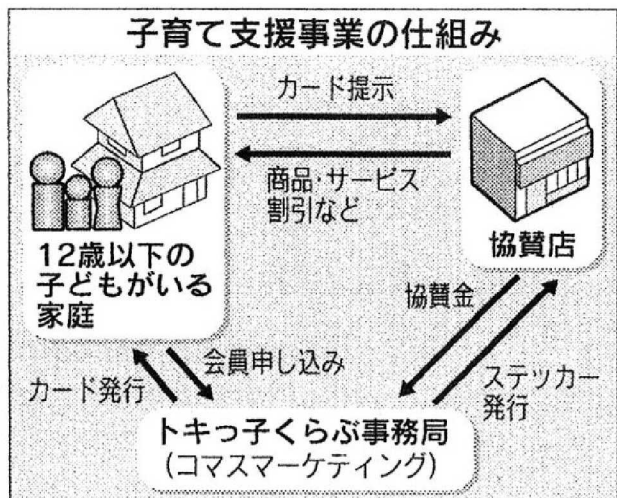 子育て支援事業の仕組み
カード提示
商品・サービス
割引など
12歳以下の
子どもがいる
家庭
協賛店
協賛金
会員申し込み
カード発行
ステッカー
発行
トキっ子くらぶ事務局
(コマスマーケティング)